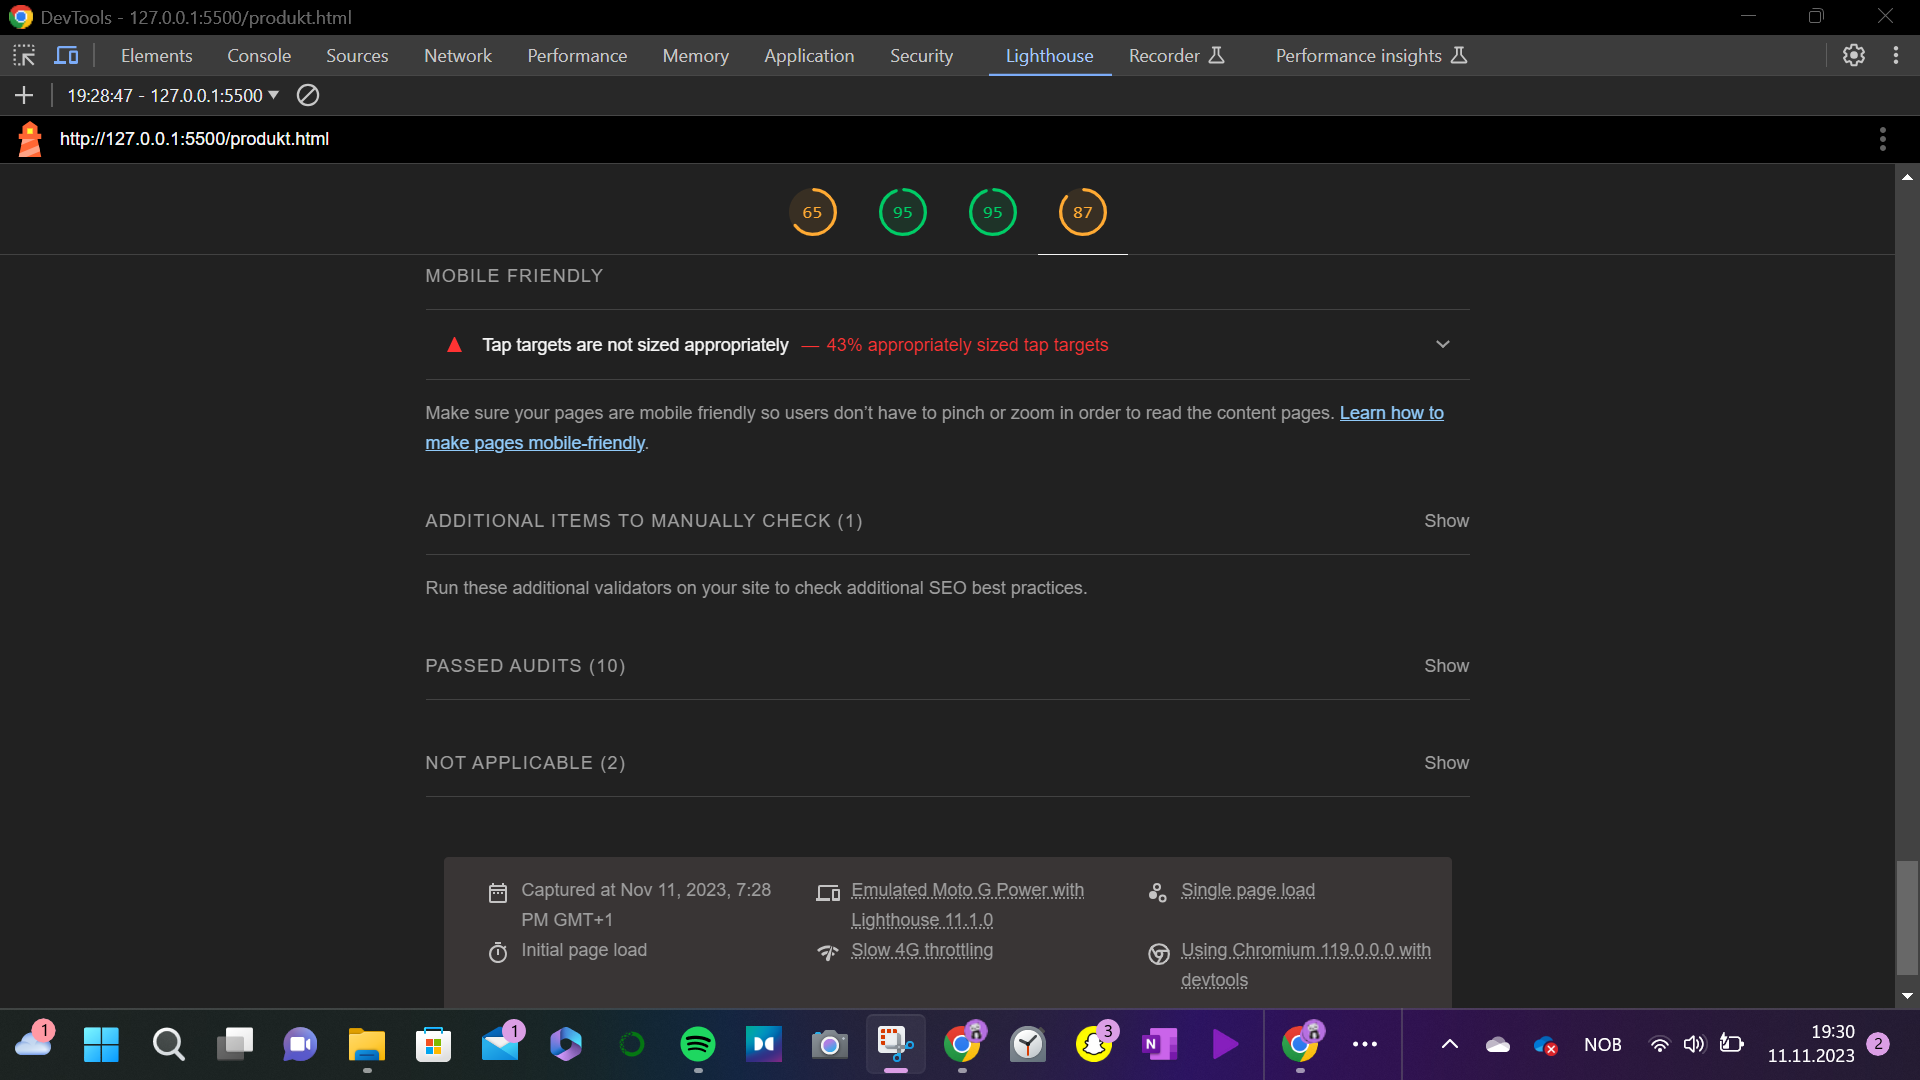 DevTools - 127.0.0.1:5500/produkt.html
Elements Console Sources Network Performance Memory Application Security Lighthouse Recorder Performance insights
19:28:47 - 127.0.0.1:5500
http://127.0.0.1:5500/produkt.html
65 95 95 87
MOBILE FRIENDLY
Tap targets are not sized appropriately — 43% appropriately sized tap targets
Make sure your pages are mobile friendly so users don’t have to pinch or zoom in order to read the content pages. Learn how to
make pages mobile-friendly.
ADDITIONAL ITEMS TO MANUALLY CHECK (1) Show
Run these additional validators on your site to check additional SEO best practices.
PASSED AUDITS (10) Show
NOT APPLICABLE (2) Show
Captured at Nov 11, 2023, 7:28
PM GMT+1
Emulated Moto G Power with
Lighthouse 11.1.0
Single page load
Initial page load
Slow 4G throttling
Using Chromium 119.0.0.0 with
devtools
1 1 3 N NOB 19:30 2
11.11.2023